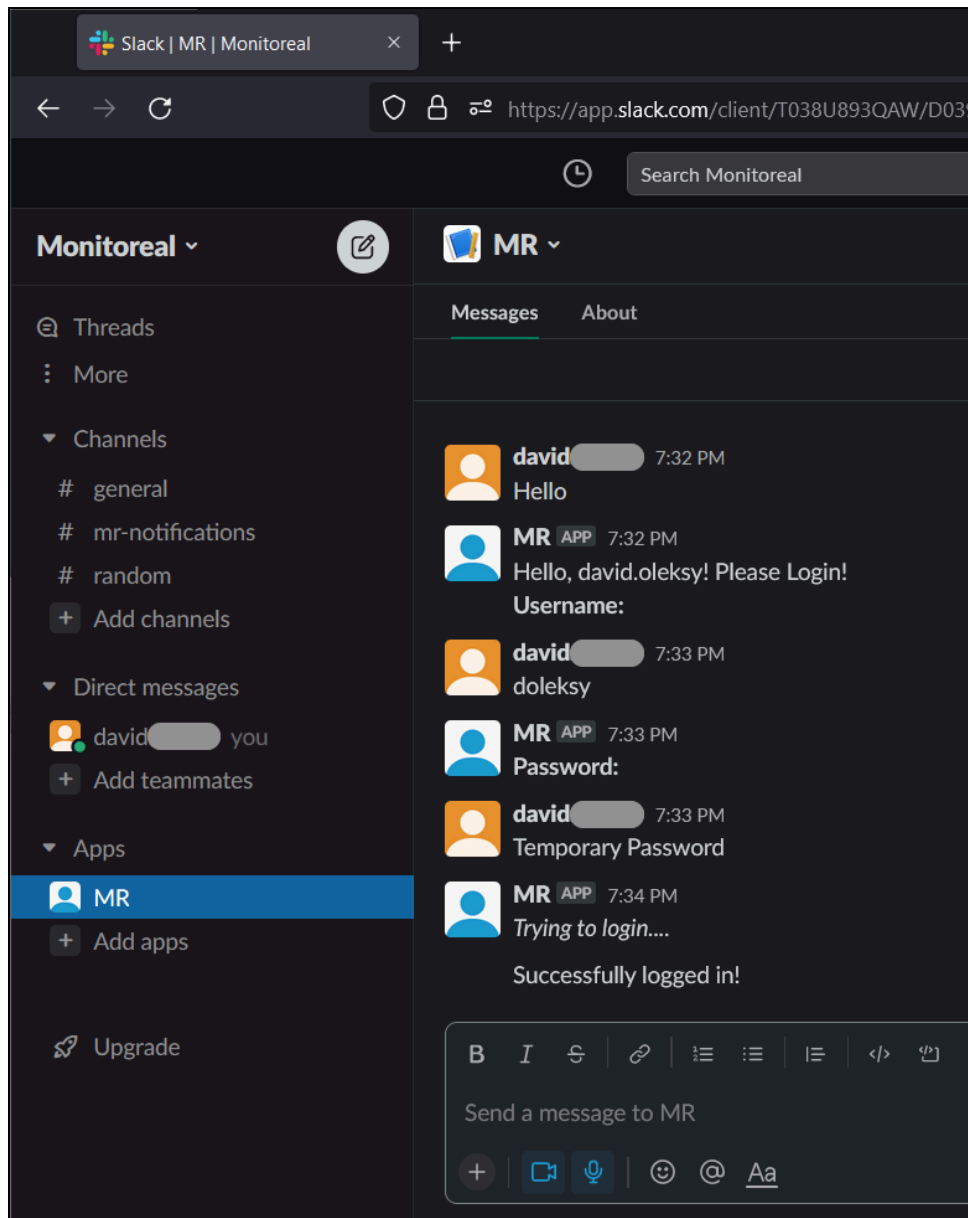 Slack | MR | Monitoreal
https://app.slack.com/client/T038U893QAW/D039
Search Monitoreal
Monitoreal
MR
Threads
More
Channels
# general
# mr-notifications
# random
+ Add channels
Direct messages
david you
+ Add teammates
Apps
MR
+ Add apps
Upgrade
Messages About
david 7:32 PM
Hello
MR APP 7:32 PM
Hello, david.oleksy! Please Login!
Username:
david 7:33 PM
doleksy
MR APP 7:33 PM
Password:
david 7:33 PM
Temporary Password
MR APP 7:34 PM
Trying to login....
Successfully logged in!
B I S
Send a message to MR
Aa